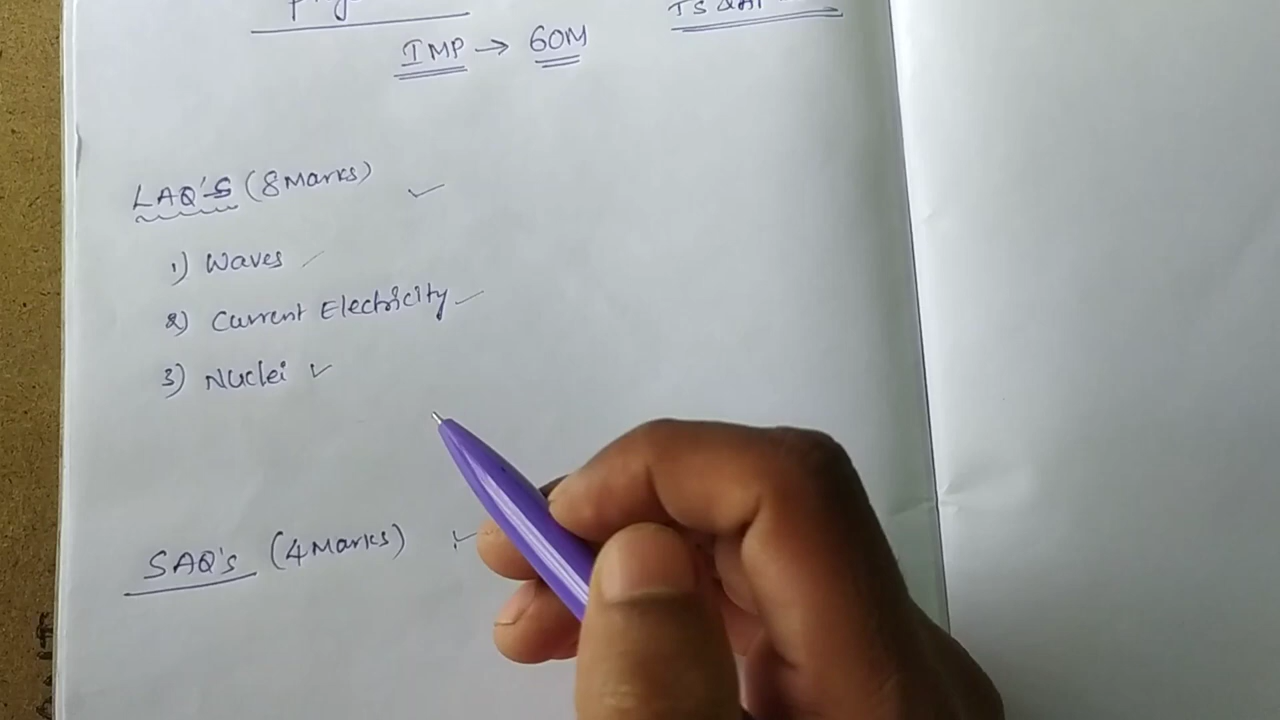 IMP → 60M
LAQ'S (8Marks)
1) Waves
2) Current Electricity
3) Nuclei
SAQ's (4Marks)